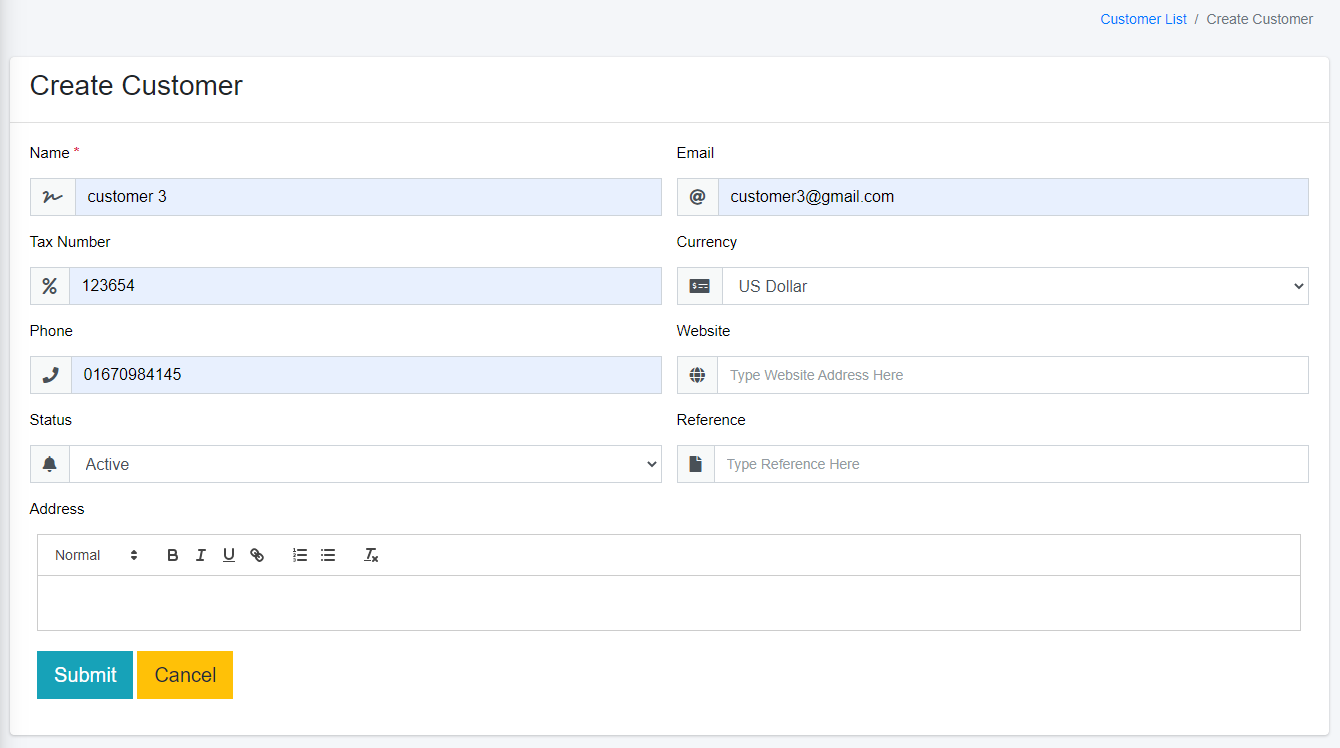 Customer List / Create Customer
Create Customer
Name *
Email
customer 3
@ customer3@gmail.com
Tax Number
Currency
% 123654
$ US Dollar
Phone
Website
01670984145
Type Website Address Here
Status
Reference
Active
Type Reference Here
Address
Normal B I U Tx
Submit Cancel